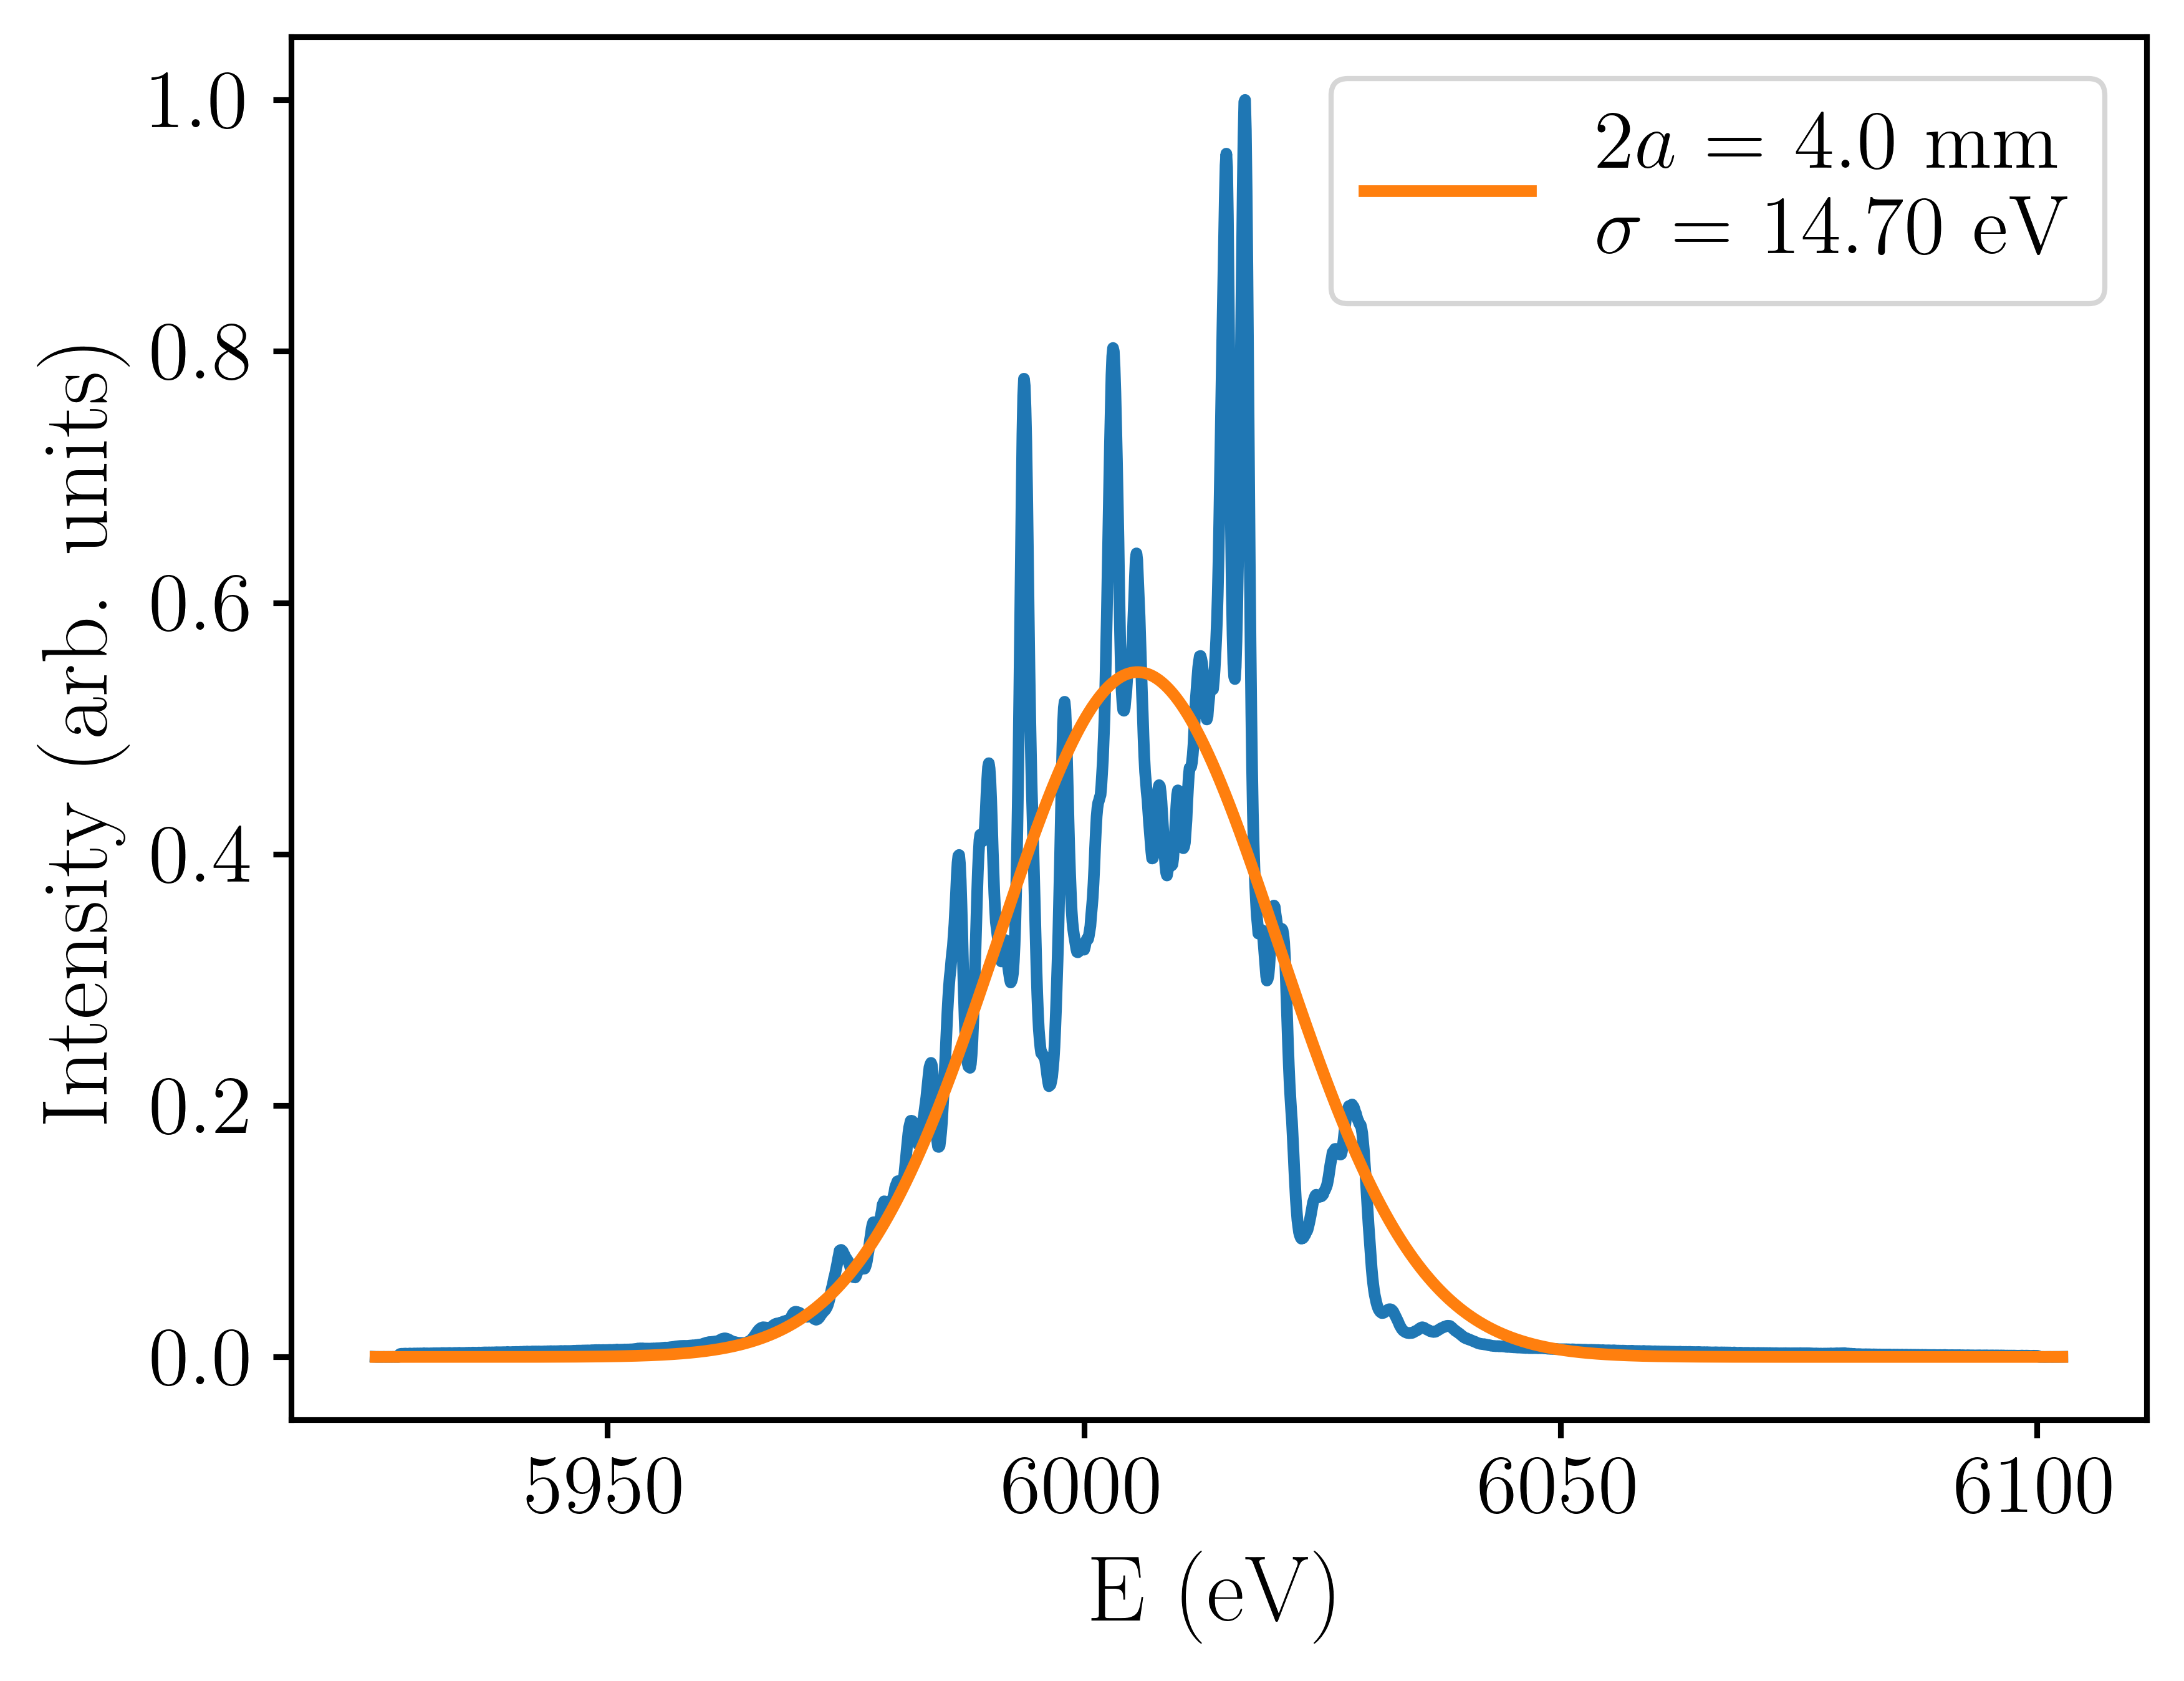 1.0
0.8
0.6
0.4
0.2
0.0
Intensity (arb. units)
2a = 4.0 mm
σ = 14.70 eV
5950 6000 6050 6100
E (eV)